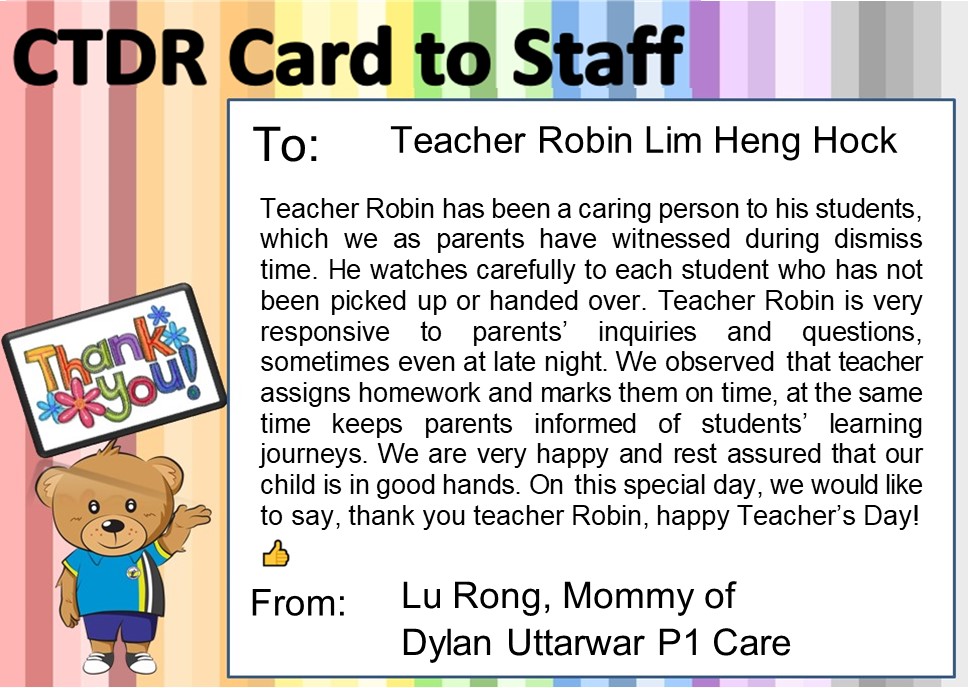 CTDR Card to Staff
To: Teacher Robin Lim Heng Hock
Teacher Robin has been a caring person to his students,
which we as parents have witnessed during dismiss
time. He watches carefully to each student who has not
been picked up or handed over. Teacher Robin is very
responsive to parents’ inquiries and questions,
sometimes even at late night. We observed that teacher
assigns homework and marks them on time, at the same
time keeps parents informed of students’ learning
journeys. We are very happy and rest assured that our
child is in good hands. On this special day, we would like
to say, thank you teacher Robin, happy Teacher’s Day!
👍
Thank
you!
From: Lu Rong, Mommy of
Dylan Uttarwar P1 Care